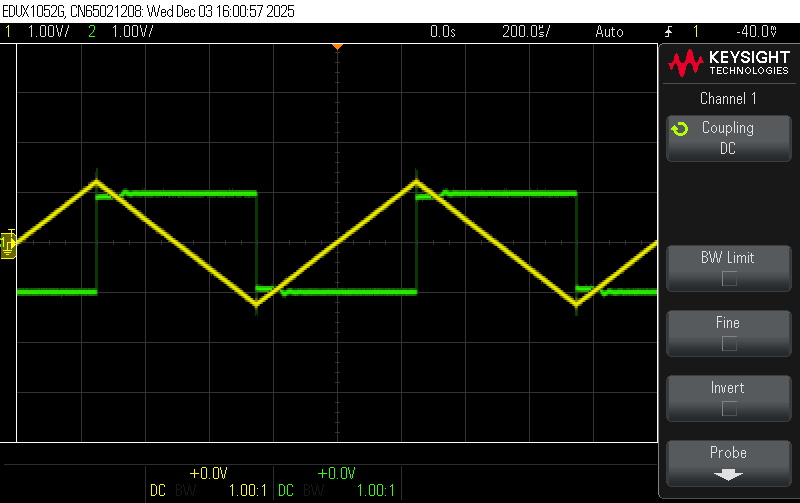 EDUX1052G, CN65021208: Wed Dec 03 16:00:57 2025
1 1.00V/ 2 1.00V/ 0.0s 200.0µs/ Auto 1 -40.0mV
KEYSIGHT
TECHNOLOGIES
Channel 1
Coupling
DC
BW Limit
Fine
Invert
Probe
+0.0V +0.0V
DC BW 1.00:1 DC BW 1.00:1